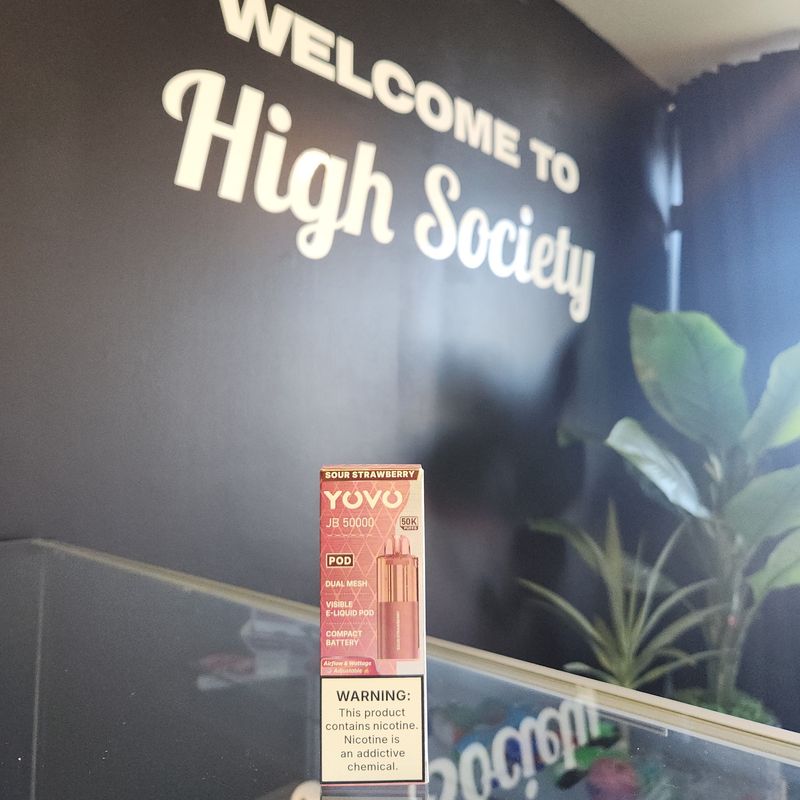 WELCOME TO
High Society
SOUR STRAWBERRY
YOVO
JB 50000
50K
PUFFS
POD
DUAL MESH
VISIBLE
E-LIQUID POD
COMPACT
BATTERY
Airflow & Wattage
Adjustable
WARNING:
This product
contains nicotine.
Nicotine is
an addictive
chemical.